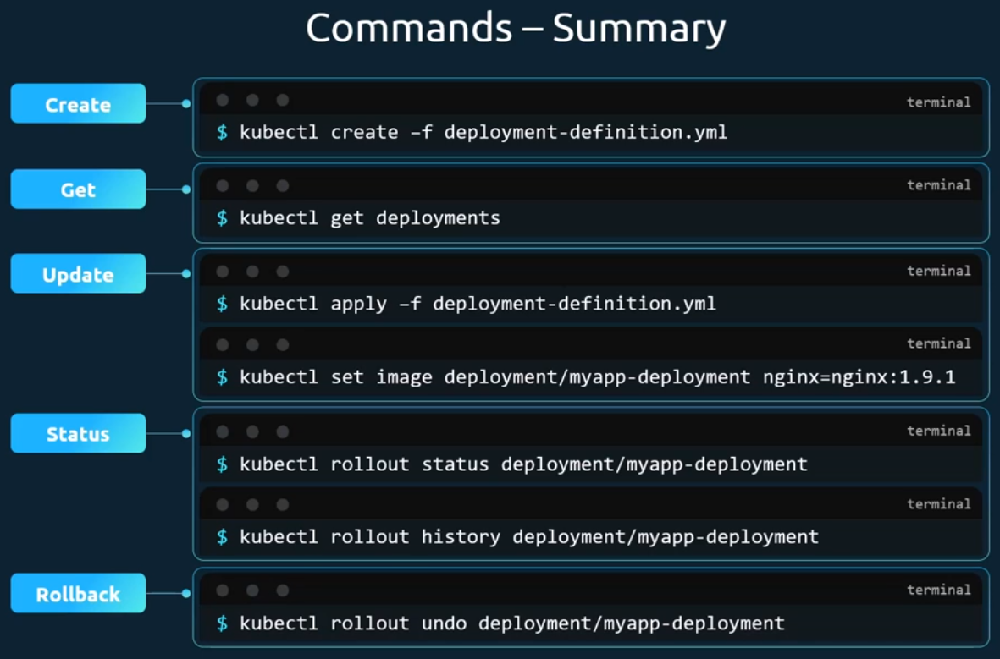 Commands – Summary
Create
terminal
$ kubectl create –f deployment-definition.yml
Get
terminal
$ kubectl get deployments
Update
terminal
$ kubectl apply –f deployment-definition.yml
terminal
$ kubectl set image deployment/myapp-deployment nginx=nginx:1.9.1
Status
terminal
$ kubectl rollout status deployment/myapp-deployment
terminal
$ kubectl rollout history deployment/myapp-deployment
Rollback
terminal
$ kubectl rollout undo deployment/myapp-deployment